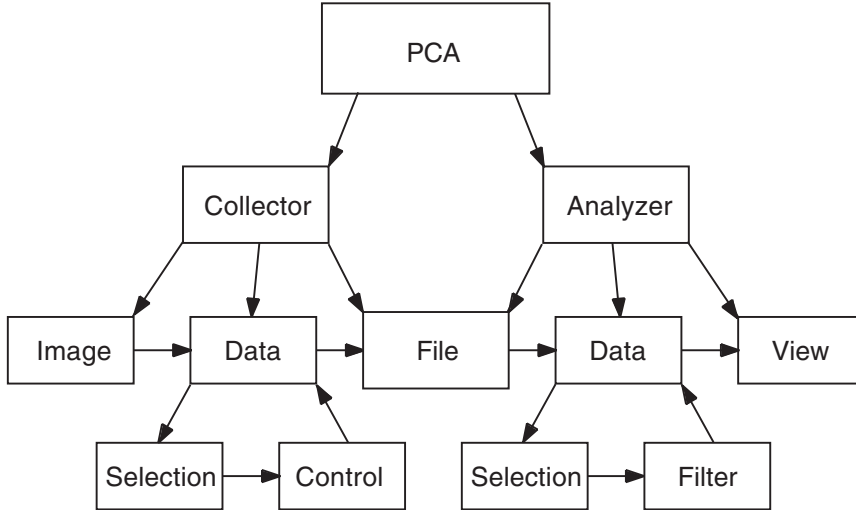 PCA
Collector
Analyzer
Image
Data
File
Data
View
Selection
Control
Selection
Filter